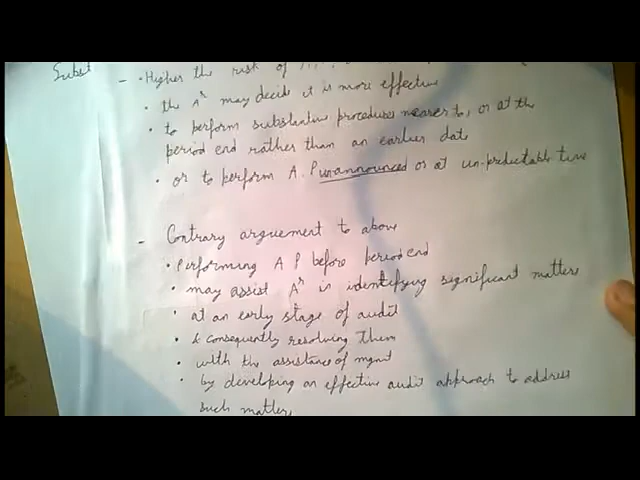 Subst
- • Higher the risk of
• the Ar may decide it is more effective
• to perform substantive procedures nearer to, or at the
period end rather than an earlier date
• or to perform A.P unannounced or at un-predictable time
- Contrary arguement to above
• Performing A P before period end
• may assist Ar in identifying significant matters
• at an early stage of audit
• & consequently resolving them
• with the assistance of mgmt
• by developing an effective audit approach to address
such matters